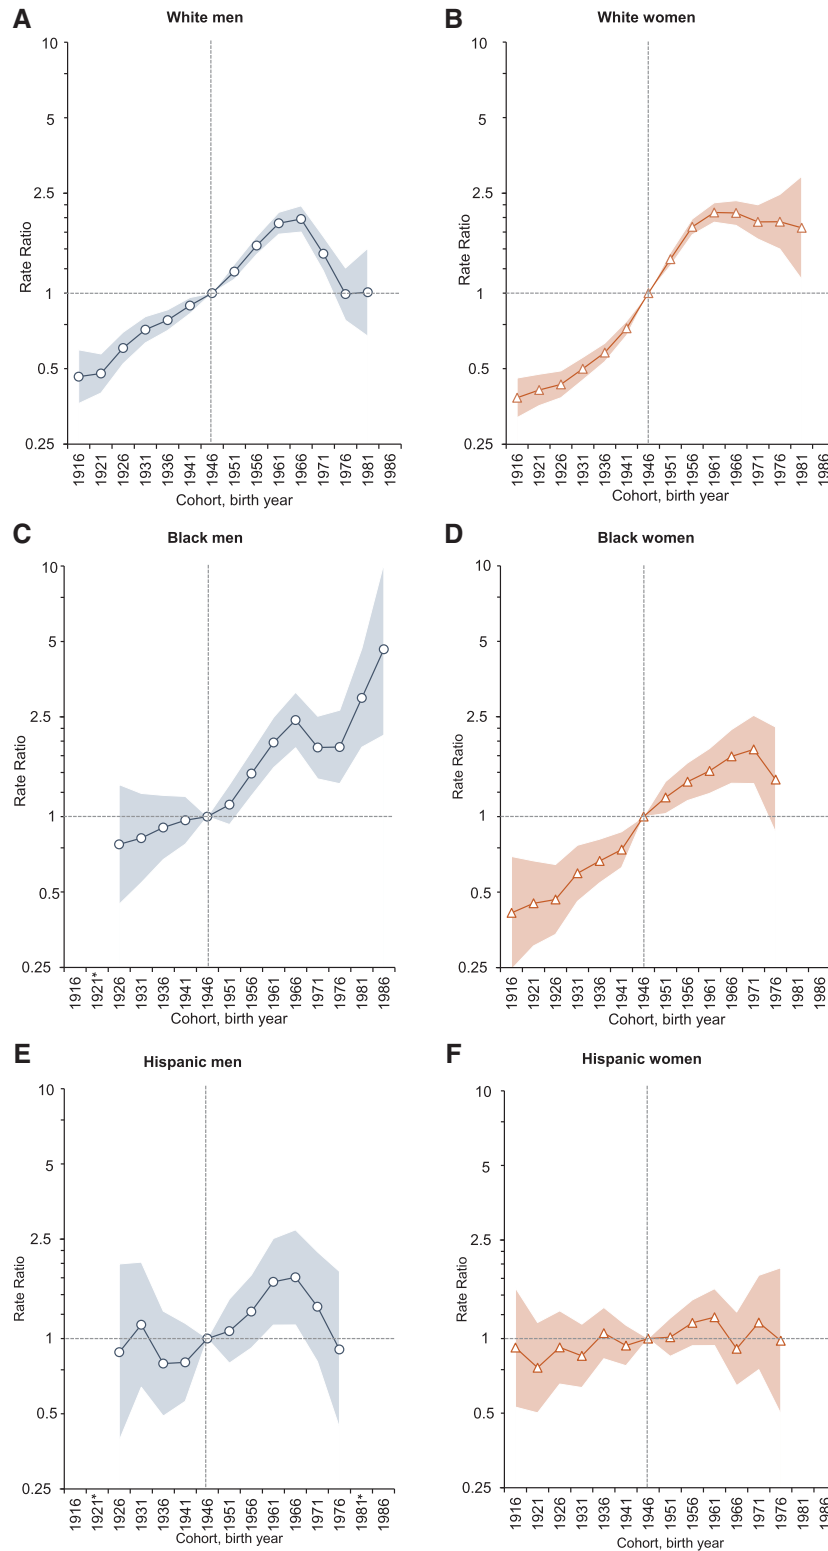 A
White men
10
5
2.5
1
0.5
0.25
Rate Ratio
1916 1921 1926 1931 1936 1941 1946 1951 1956 1961 1966 1971 1976 1981 1986
Cohort, birth year
B
White women
10
5
2.5
1
0.5
0.25
Rate Ratio
1916 1921 1926 1931 1936 1941 1946 1951 1956 1961 1966 1971 1976 1981 1986
Cohort, birth year
C
Black men
10
5
2.5
1
0.5
0.25
Rate Ratio
1916 1921* 1926 1931 1936 1941 1946 1951 1956 1961 1966 1971 1976 1981 1986
Cohort, birth year
D
Black women
10
5
2.5
1
0.5
0.25
Rate Ratio
1916 1921 1926 1931 1936 1941 1946 1951 1956 1961 1966 1971 1976 1981 1986
Cohort, birth year
E
Hispanic men
10
5
2.5
1
0.5
0.25
Rate Ratio
1916 1921* 1926 1931 1936 1941 1946 1951 1956 1961 1966 1971 1976 1981* 1986
Cohort, birth year
F
Hispanic women
10
5
2.5
1
0.5
0.25
Rate Ratio
1916 1921 1926 1931 1936 1941 1946 1951 1956 1961 1966 1971 1976 1981 1986
Cohort, birth year